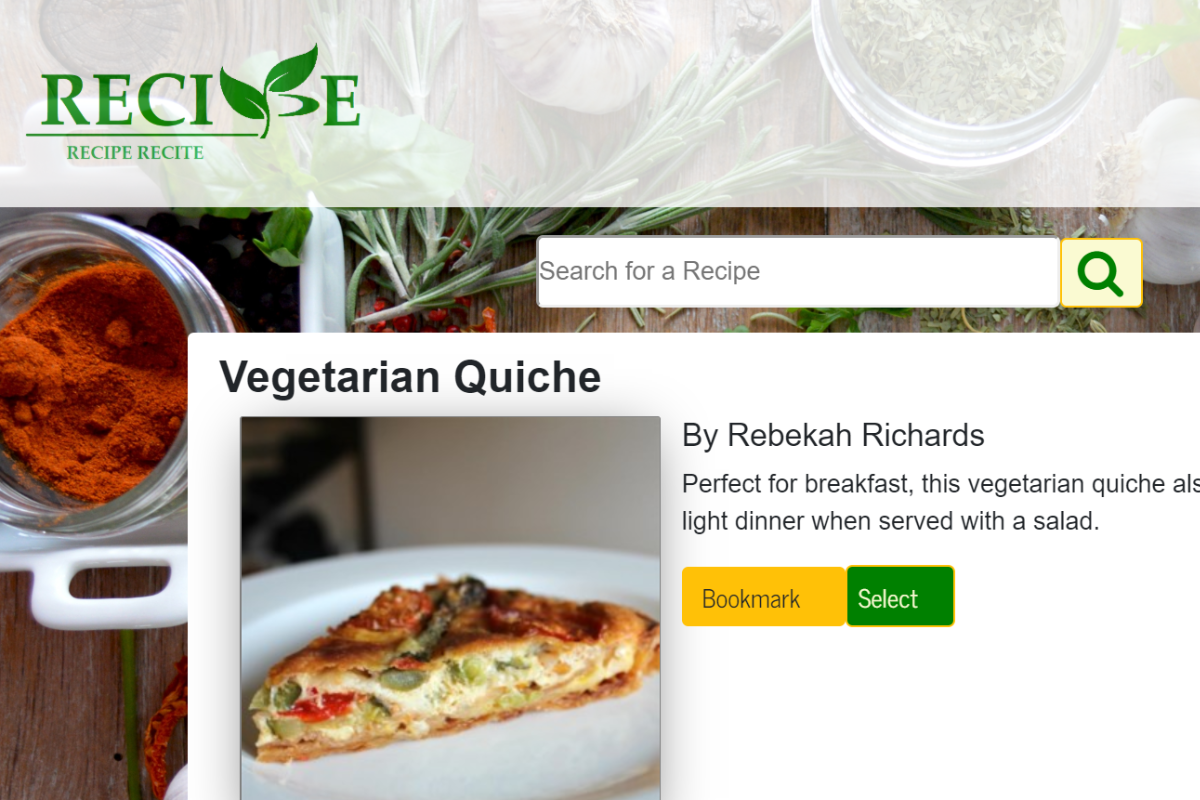 RECIPE
RECIPE RECITE
Search for a Recipe
Vegetarian Quiche
By Rebekah Richards
Perfect for breakfast, this vegetarian quiche als
light dinner when served with a salad.
Bookmark
Select